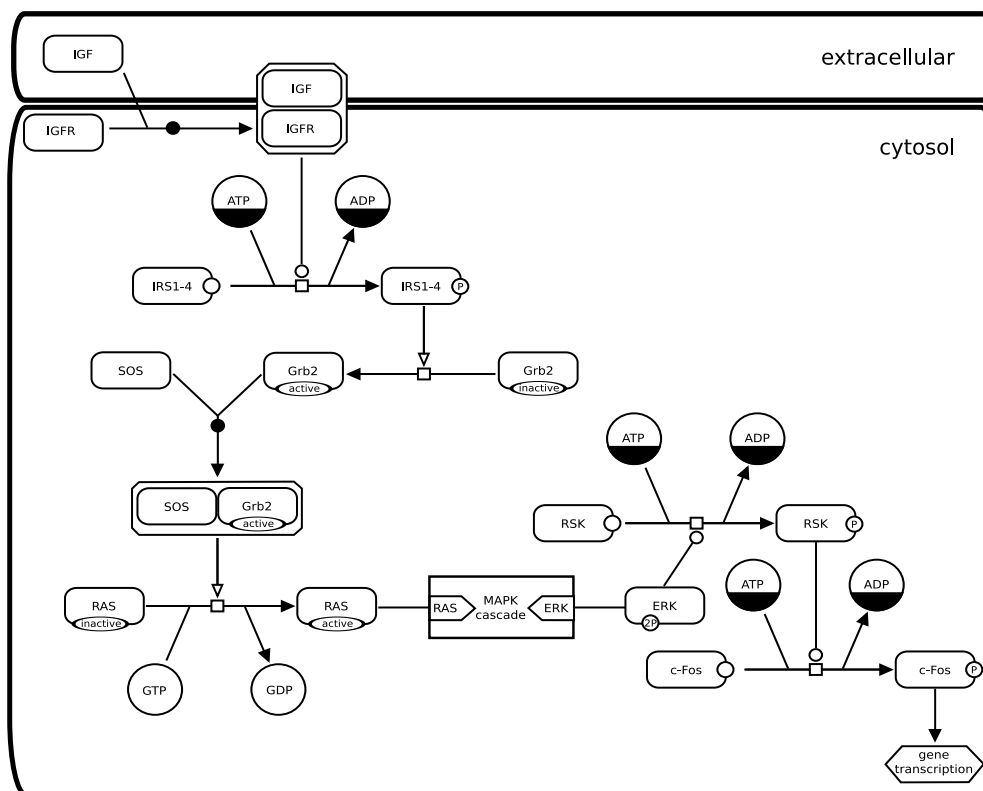 IGF
extracellular
IGF
IGFR
IGFR
cytosol
ATP
ADP
IRS1-4
IRS1-4
P
SOS
Grb2
active
Grb2
inactive
ATP
ADP
SOS
Grb2
active
RSK
RSK
P
ATP
ADP
RAS
inactive
RAS
active
RAS
MAPK
cascade
ERK
ERK
2P
c-Fos
c-Fos
P
GTP
GDP
gene
transcription